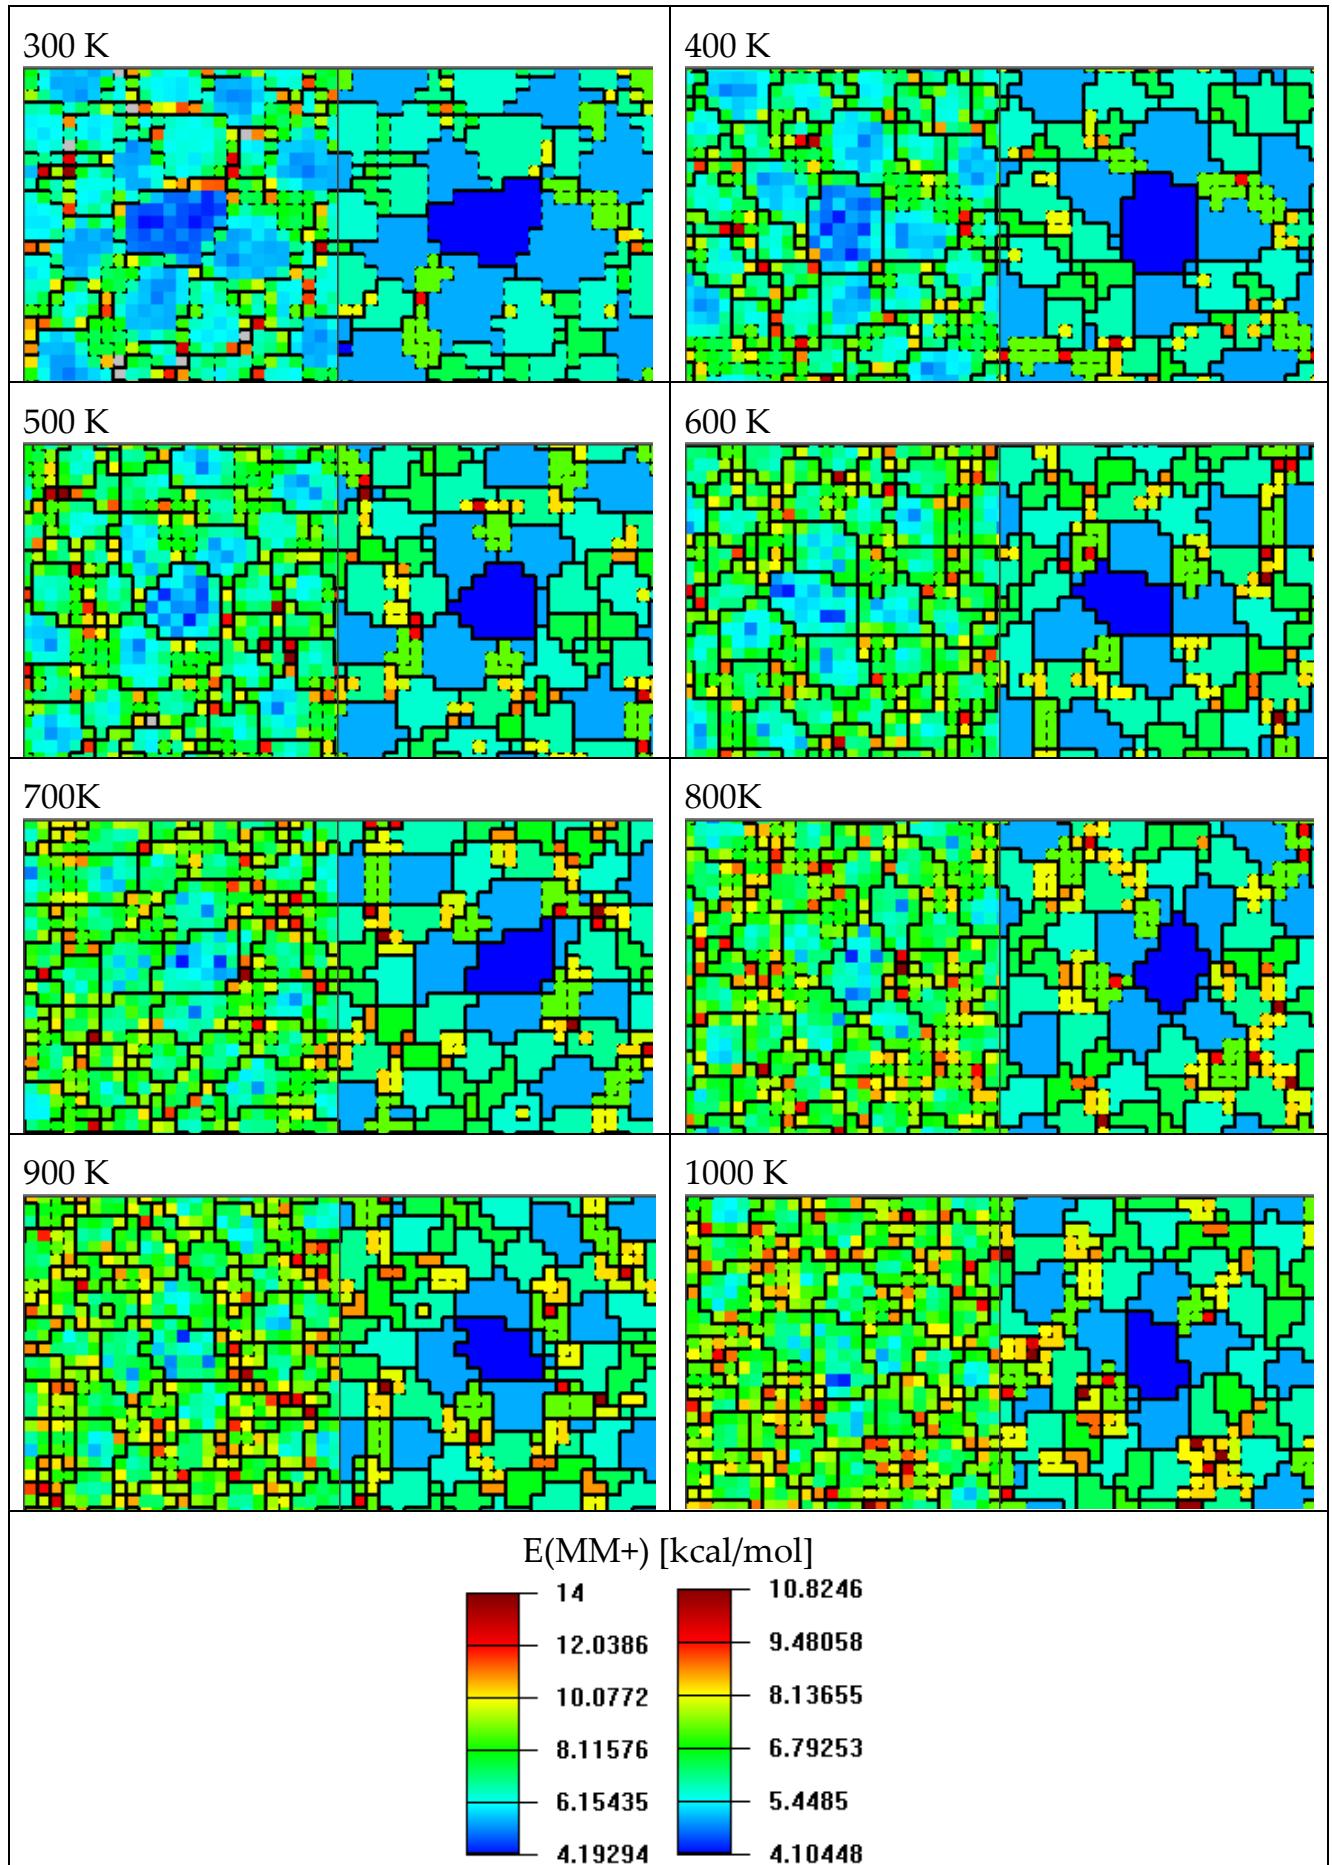 300 K
400 K
500 K
600 K
700K
800K
900 K
1000 K
E(MM+) [kcal/mol]
14
12.0386
10.0772
8.11576
6.15435
4.19294
10.8246
9.48058
8.13655
6.79253
5.4485
4.10448